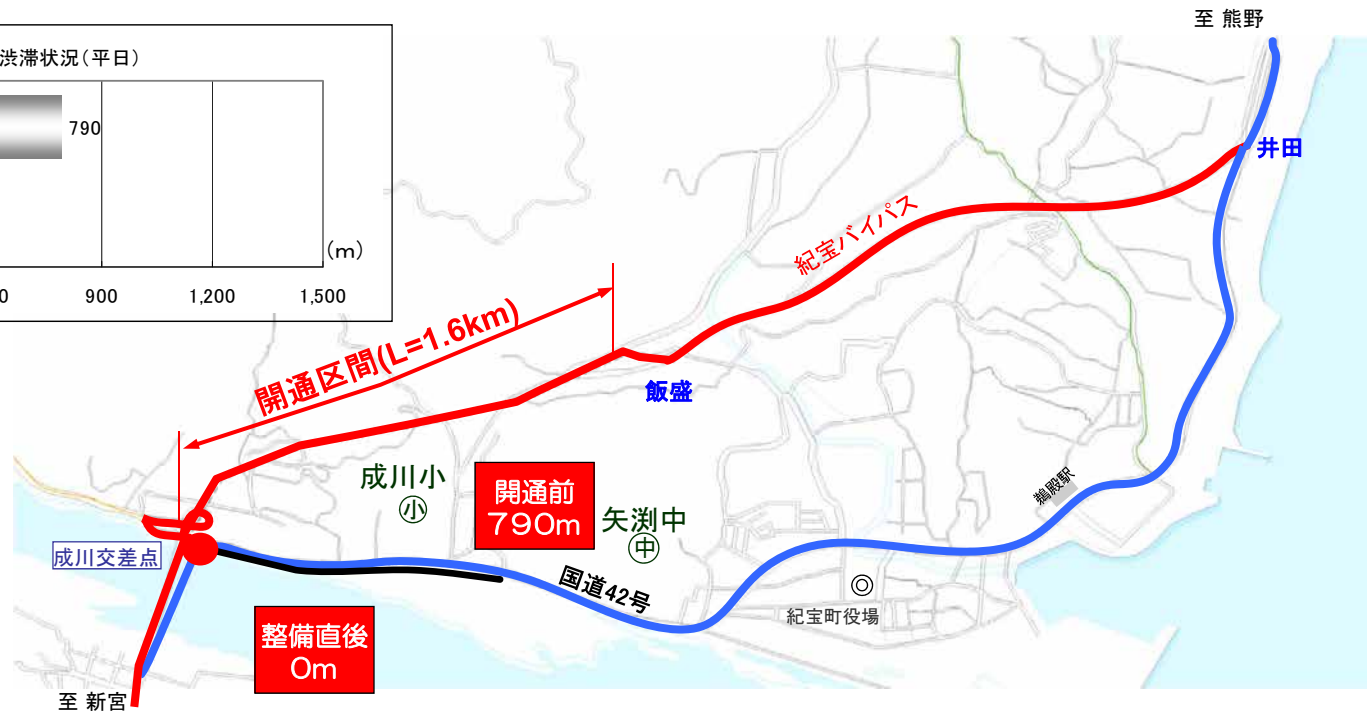 至 熊野
渋滞状況(平日)
790
(m)
900
1,200
1,500
井田
紀宝バイパス
開通区間(L=1.6km)
飯盛
成川小
小
開通前
790m
矢渕中
中
鵜殿駅
成川交差点
国道42号
紀宝町役場
整備直後
0m
至 新宮